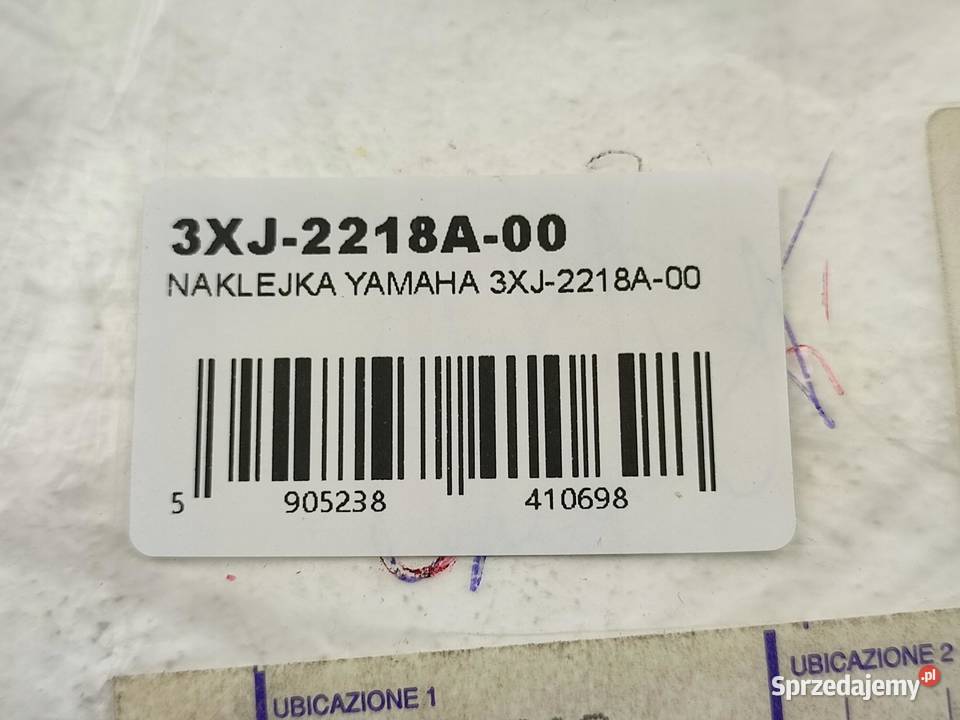 3XJ-2218A-00
NAKLEJKA YAMAHA 3XJ-2218A-00
5 905238 410698
UBICAZIONE 1
UBICAZIONE 2
Sprzedajemy.pl